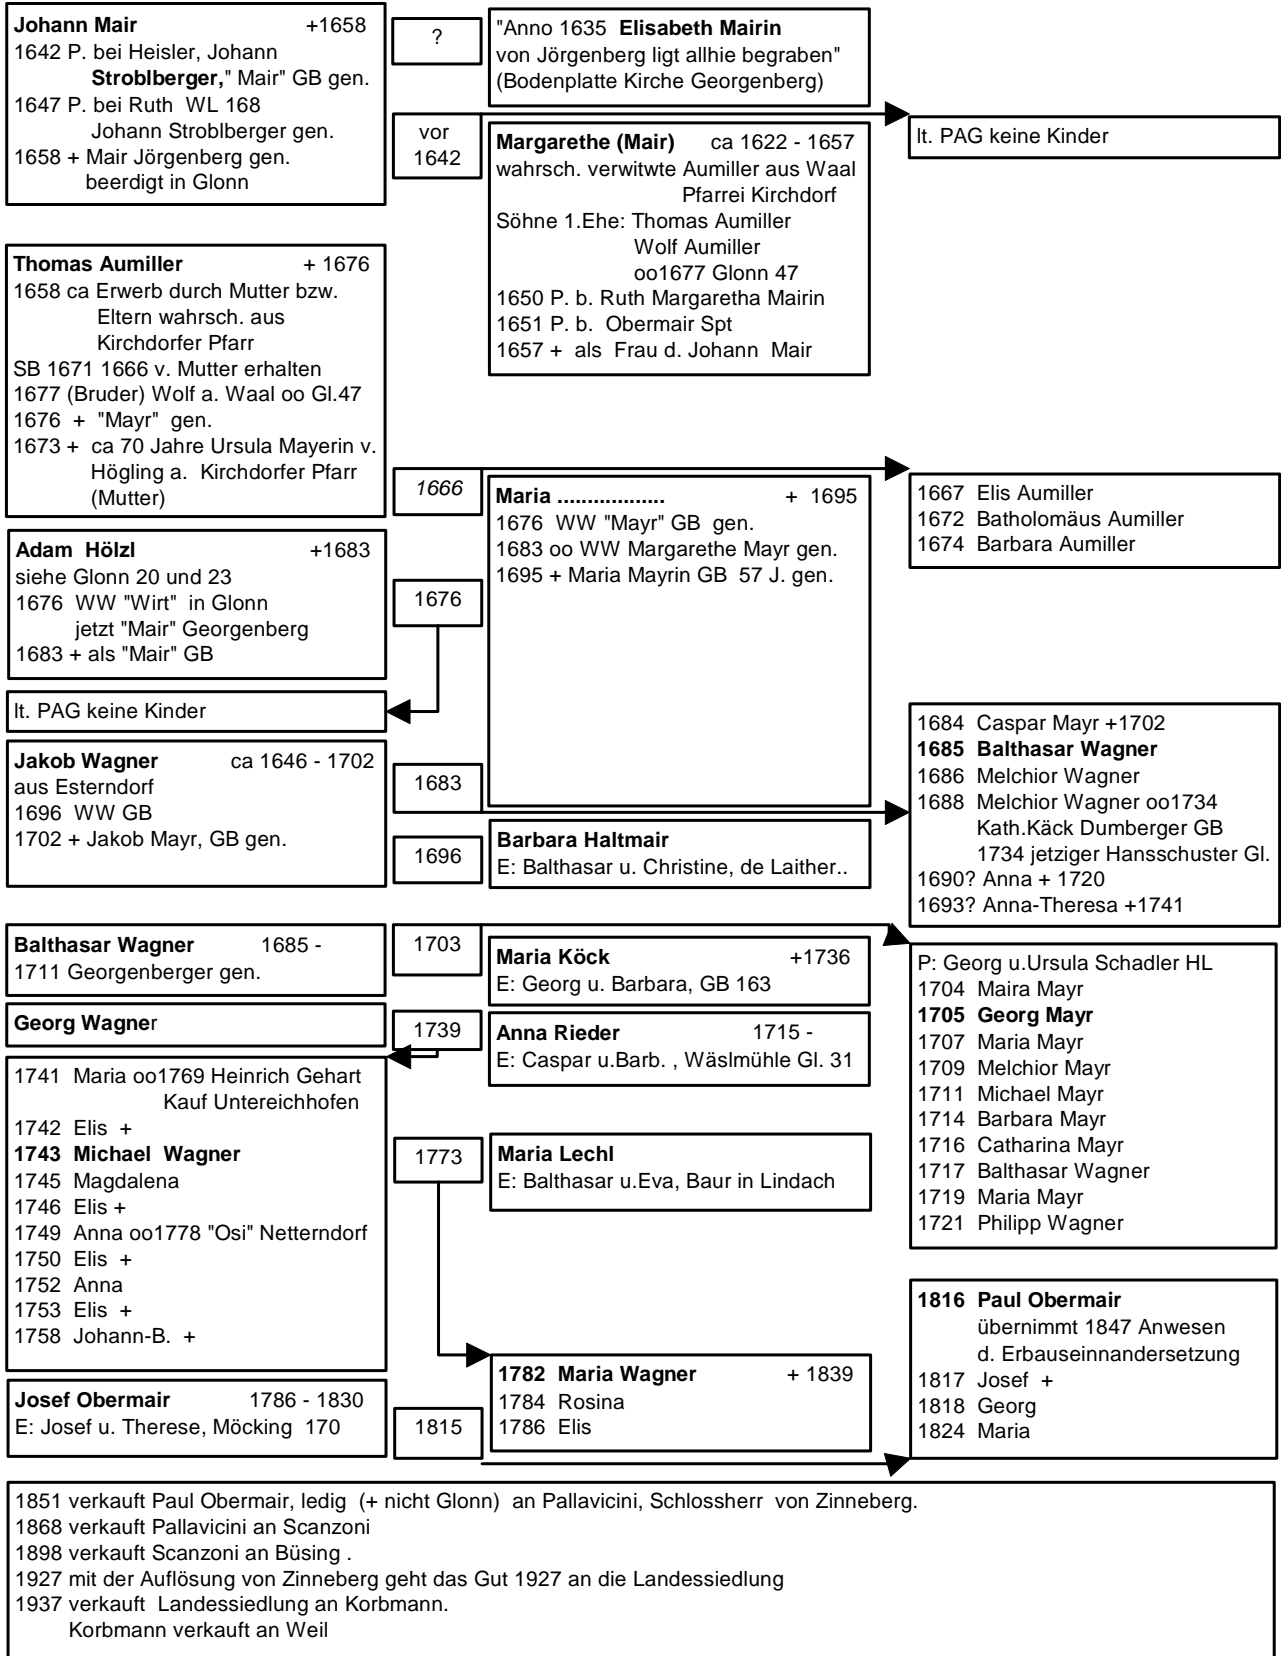 Johann Mair +1658
1642 P. bei Heisler, Johann
Stroblberger," Mair" GB gen.
1647 P. bei Ruth WL 168
Johann Stroblberger gen.
1658 + Mair Jörgenberg gen.
beerdigt in Glonn
?
"Anno 1635 Elisabeth Mairin
von Jörgenberg ligt allhie begraben"
(Bodenplatte Kirche Georgenberg)
vor
1642
Margarethe (Mair) ca 1622 - 1657
wahrsch. verwitwte Aumiller aus Waal
Pfarrei Kirchdorf
Söhne 1.Ehe: Thomas Aumiller
Wolf Aumiller
oo1677 Glonn 47
1650 P. b. Ruth Margaretha Mairin
1651 P. b. Obermair Spt
1657 + als Frau d. Johann Mair
lt. PAG keine Kinder
Thomas Aumiller + 1676
1658 ca Erwerb durch Mutter bzw.
Eltern wahrsch. aus
Kirchdorfer Pfarr
SB 1671 1666 v. Mutter erhalten
1677 (Bruder) Wolf a. Waal oo Gl.47
1676 + "Mayr" gen.
1673 + ca 70 Jahre Ursula Mayerin v.
Högling a. Kirchdorfer Pfarr
(Mutter)
1666
Maria .................. + 1695
1676 WW "Mayr" GB gen.
1683 oo WW Margarethe Mayr gen.
1695 + Maria Mayrin GB 57 J. gen.
1667 Elis Aumiller
1672 Batholomäus Aumiller
1674 Barbara Aumiller
Adam Hölzl +1683
siehe Glonn 20 und 23
1676 WW "Wirt" in Glonn
jetzt "Mair" Georgenberg
1683 + als "Mair" GB
1676
lt. PAG keine Kinder
Jakob Wagner ca 1646 - 1702
aus Esterndorf
1696 WW GB
1702 + Jakob Mayr, GB gen.
1683
1684 Caspar Mayr +1702
1685 Balthasar Wagner
1686 Melchior Wagner
1688 Melchior Wagner oo1734
Kath.Käck Dumberger GB
1734 jetziger Hansschuster Gl.
1690? Anna + 1720
1693? Anna-Theresa +1741
1696
Barbara Haltmair
E: Balthasar u. Christine, de Laither..
Balthasar Wagner 1685 -
1711 Georgenberger gen.
1703
Maria Köck +1736
E: Georg u. Barbara, GB 163
P: Georg u.Ursula Schadler HL
1704 Maira Mayr
1705 Georg Mayr
1707 Maria Mayr
1709 Melchior Mayr
1711 Michael Mayr
1714 Barbara Mayr
1716 Catharina Mayr
1717 Balthasar Wagner
1719 Maria Mayr
1721 Philipp Wagner
Georg Wagner
1739
Anna Rieder 1715 -
E: Caspar u.Barb. , Wäslmühle Gl. 31
1741 Maria oo1769 Heinrich Gehart
Kauf Untereichhofen
1742 Elis +
1743 Michael Wagner
1745 Magdalena
1746 Elis +
1749 Anna oo1778 "Osi" Netterndorf
1750 Elis +
1752 Anna
1753 Elis +
1758 Johann-B. +
1773
Maria Lechl
E: Balthasar u.Eva, Baur in Lindach
1782 Maria Wagner + 1839
1784 Rosina
1786 Elis
Josef Obermair 1786 - 1830
E: Josef u. Therese, Möcking 170
1815
1816 Paul Obermair
übernimmt 1847 Anwesen
d. Erbauseinnandersetzung
1817 Josef +
1818 Georg
1824 Maria
1851 verkauft Paul Obermair, ledig (+ nicht Glonn) an Pallavicini, Schlossherr von Zinneberg.
1868 verkauft Pallavicini an Scanzoni
1898 verkauft Scanzoni an Büsing .
1927 mit der Auflösung von Zinneberg geht das Gut 1927 an die Landessiedlung
1937 verkauft Landessiedlung an Korbmann.
Korbmann verkauft an Weil